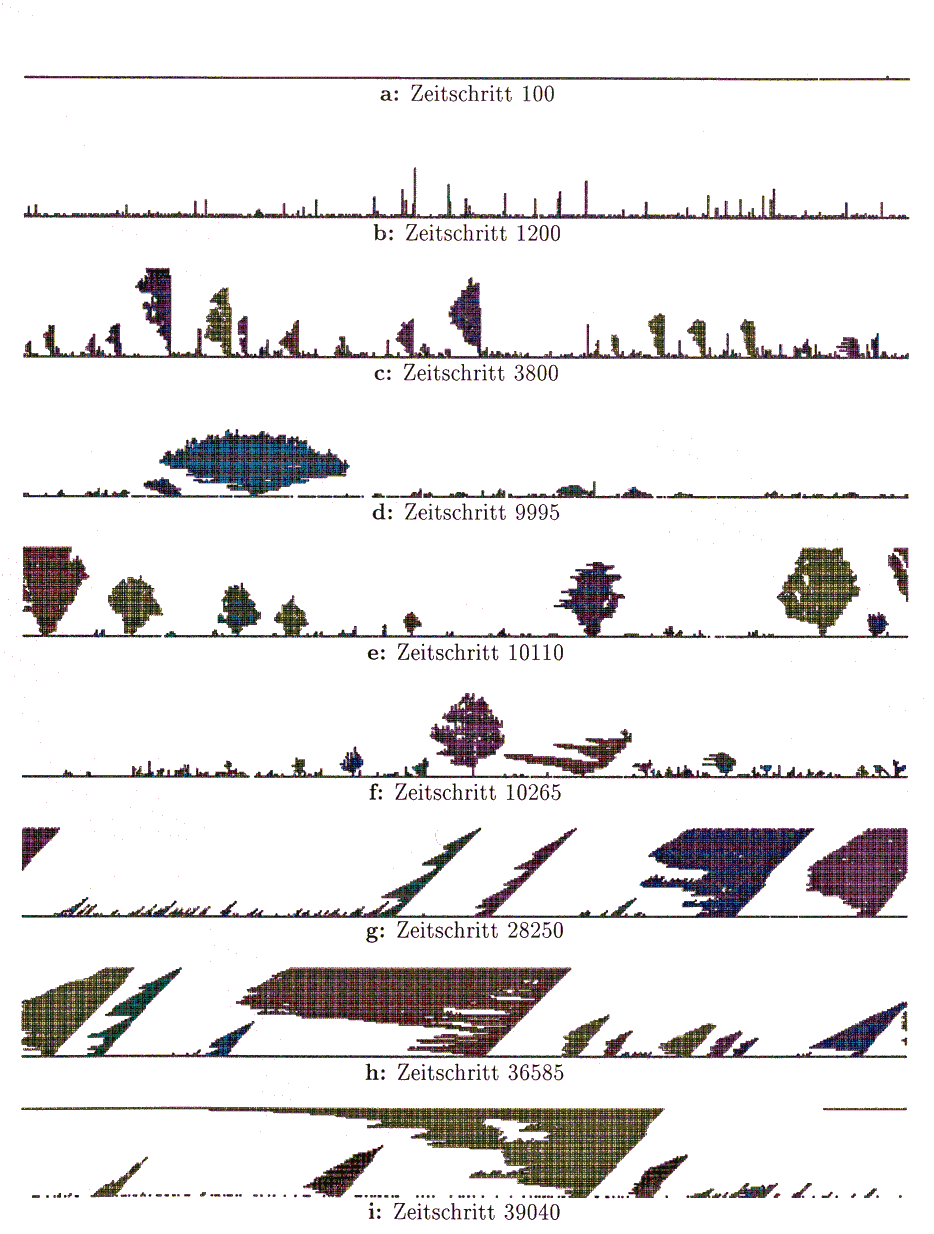 a: Zeitschritt 100
b: Zeitschritt 1200
c: Zeitschritt 3800
d: Zeitschritt 9995
e: Zeitschritt 10110
f: Zeitschritt 10265
g: Zeitschritt 28250
h: Zeitschritt 36585
i: Zeitschritt 39040